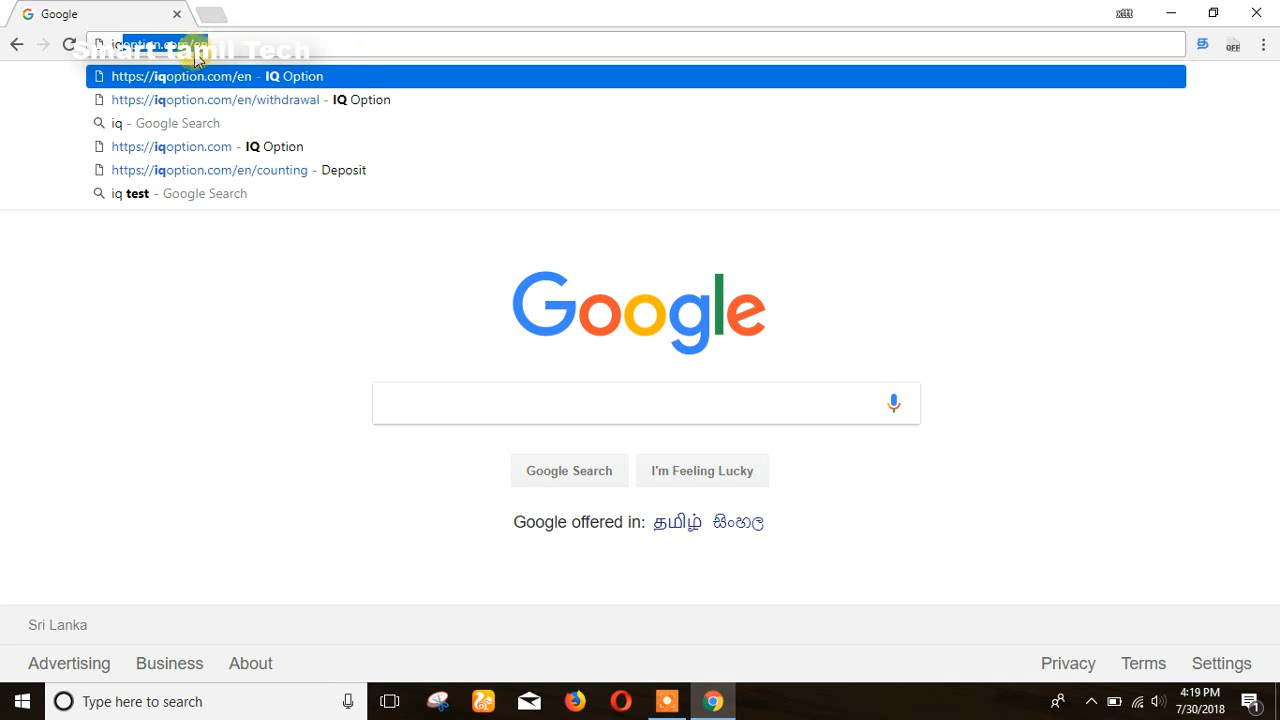 Google
iqoption.com/en
Smart tamil Tech
https://iqoption.com/en - IQ Option
https://iqoption.com/en/withdrawal - IQ Option
iq - Google Search
https://iqoption.com - IQ Option
https://iqoption.com/en/counting - Deposit
iq test - Google Search
Google
Google Search
I'm Feeling Lucky
Google offered in: தமிழ் සිංහල
Sri Lanka
Advertising Business About
Privacy Terms Settings
Type here to search
4:19 PM
7/30/2018